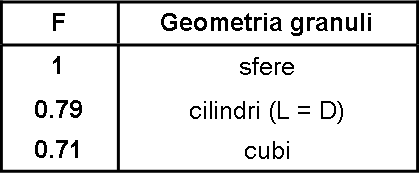 F Geometria granuli
1 sfere
0.79 cilindri (L = D)
0.71 cubi